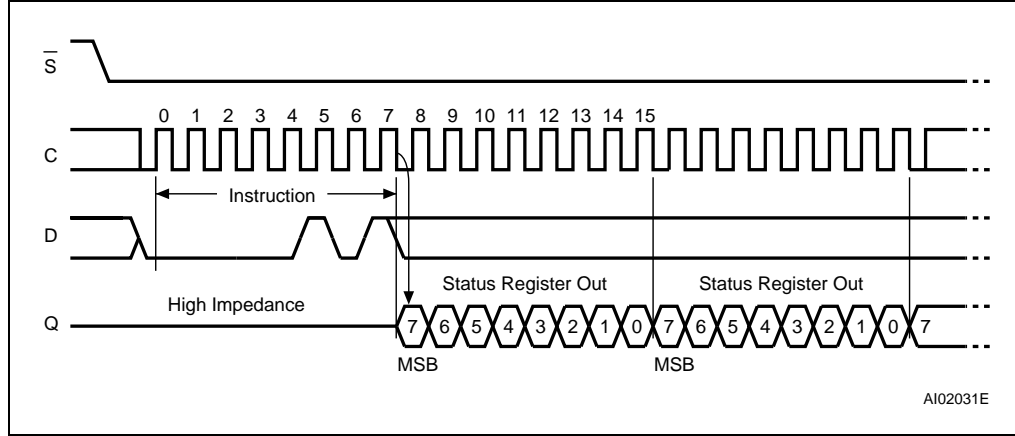 S
0 1 2 3 4 5 6 7 8 9 10 11 12 13 14 15
C
Instruction
D
Status Register Out Status Register Out
High Impedance
Q 7 6 5 4 3 2 1 0 7 6 5 4 3 2 1 0 7
MSB MSB
AI02031E